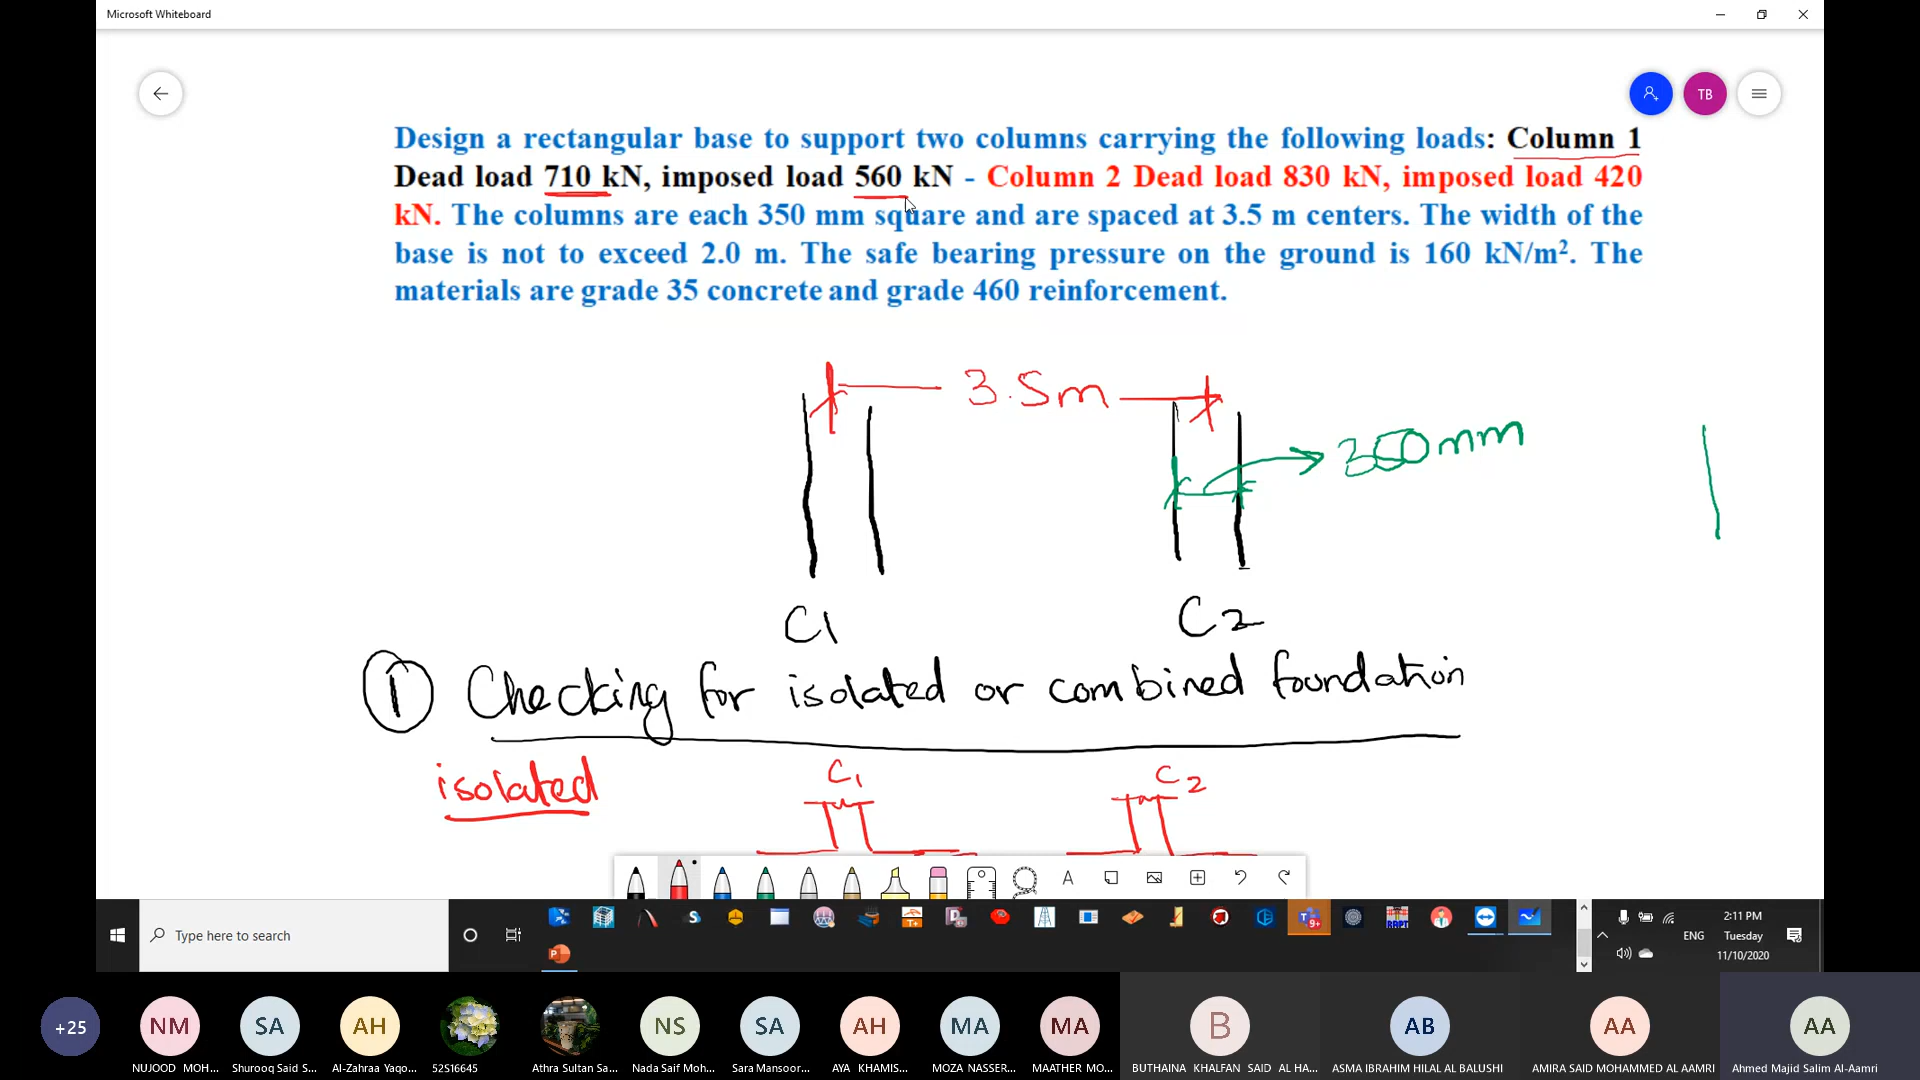 Microsoft Whiteboard
TB
Design a rectangular base to support two columns carrying the following loads: Column 1
Dead load 710 kN, imposed load 560 kN - Column 2 Dead load 830 kN, imposed load 420
kN. The columns are each 350 mm square and are spaced at 3.5 m centers. The width of the
base is not to exceed 2.0 m. The safe bearing pressure on the ground is 160 kN/m². The
materials are grade 35 concrete and grade 460 reinforcement.
3.5m
350mm
C1
C2
① Checking for isolated or combined foundation
isolated
C1
C2
Type here to search
ENG
2:11 PM
Tuesday
11/10/2020
+25
NM
SA
AH
NS
SA
AH
MA
MA
B
AB
AA
AA
NUJOOD MOH...
Shurooq Said S...
Al-Zahraa Yaqo...
52S16645
Athra Sultan Sa...
Nada Saif Moh...
Sara Mansoor...
AYA KHAMIS...
MOZA NASSER...
MAATHER MO...
BUTHAINA KHALFAN SAID AL HA...
ASMA IBRAHIM HILAL AL BALUSHI
AMIRA SAID MOHAMMED AL AAMRI
Ahmed Majid Salim Al-Aamri